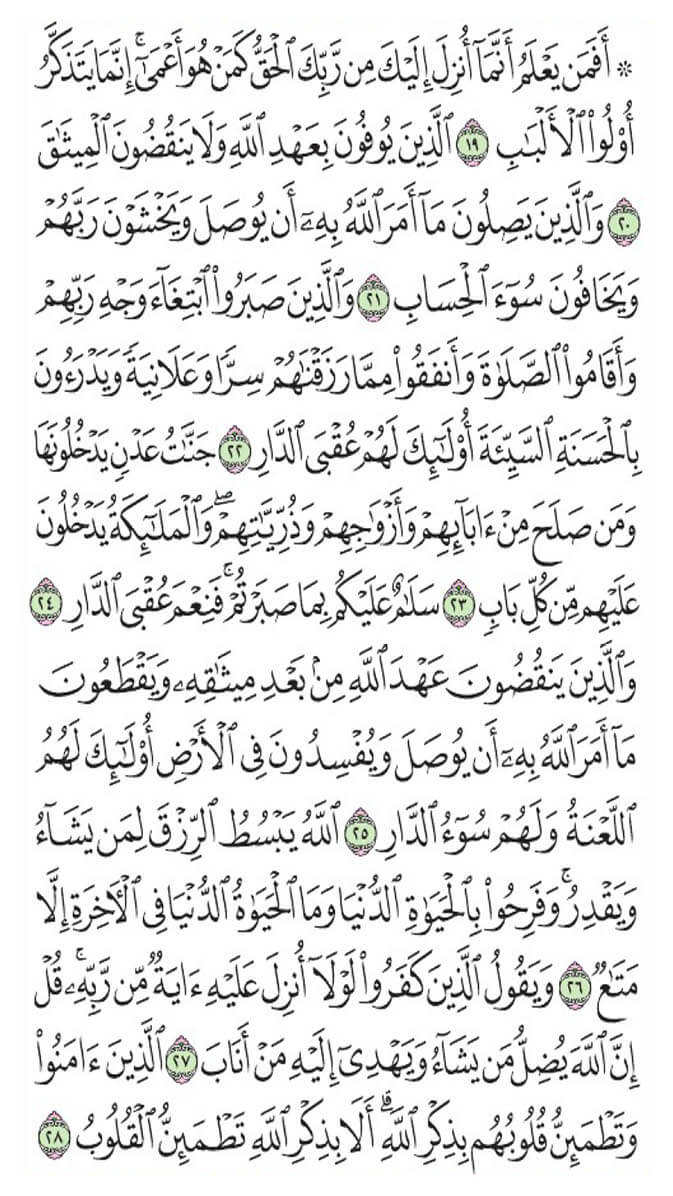 ۞ أَفَمَن يَعْلَمُ أَنَّمَآ أُنزِلَ إِلَيْكَ مِن رَّبِّكَ ٱلْحَقُّ كَمَنْ هُوَ أَعْمَىٰٓۚ إِنَّمَا يَتَذَكَّرُ
أُو۟لُوا۟ ٱلْأَلْبَٰبِ ١٩ ٱلَّذِينَ يُوفُونَ بِعَهْدِ ٱللَّهِ وَلَا يَنقُضُونَ ٱلْمِيثَٰقَ
٢٠ وَٱلَّذِينَ يَصِلُونَ مَآ أَمَرَ ٱللَّهُ بِهِۦٓ أَن يُوصَلَ وَيَخْشَوْنَ رَبَّهُمْ
وَيَخَافُونَ سُوٓءَ ٱلْحِسَابِ ٢١ وَٱلَّذِينَ صَبَرُوا۟ ٱبْتِغَآءَ وَجْهِ رَبِّهِمْ
وَأَقَامُوا۟ ٱلصَّلَوٰةَ وَأَنفَقُوا۟ مِمَّا رَزَقْنَٰهُمْ سِرًّا وَعَلَانِيَةً وَيَدْرَءُونَ
بِٱلْحَسَنَةِ ٱلسَّيِّئَةَ أُو۟لَٰٓئِكَ لَهُمْ عُقْبَى ٱلدَّارِ ٢٢ جَنَّٰتُ عَدْنٍ يَدْخُلُونَهَا
وَمَن صَلَحَ مِنْ ءَابَآئِهِمْ وَأَزْوَٰجِهِمْ وَذُرِّيَّٰتِهِمْۖ وَٱلْمَلَٰٓئِكَةُ يَدْخُلُونَ
عَلَيْهِم مِّن كُلِّ بَابٍ ٢٣ سَلَٰمٌ عَلَيْكُم بِمَا صَبَرْتُمْۚ فَنِعْمَ عُقْبَى ٱلدَّارِ ٢٤
وَٱلَّذِينَ يَنقُضُونَ عَهْدَ ٱللَّهِ مِنۢ بَعْدِ مِيثَٰقِهِۦ وَيَقْطَعُونَ
مَآ أَمَرَ ٱللَّهُ بِهِۦٓ أَن يُوصَلَ وَيُفْسِدُونَ فِى ٱلْأَرْضِ أُو۟لَٰٓئِكَ لَهُمُ
ٱللَّعْنَةُ وَلَهُمْ سُوٓءُ ٱلدَّارِ ٢٥ ٱللَّهُ يَبْسُطُ ٱلرِّزْقَ لِمَن يَشَآءُ
وَيَقْدِرُۚ وَفَرِحُوا۟ بِٱلْحَيَوٰةِ ٱلدُّنْيَا وَمَا ٱلْحَيَوٰةُ ٱلدُّنْيَا فِى ٱلْءَاخِرَةِ إِلَّا
مَتَٰعٌ ٢٦ وَيَقُولُ ٱلَّذِينَ كَفَرُوا۟ لَوْلَآ أُنزِلَ عَلَيْهِ ءَايَةٌ مِّن رَّبِّهِۦۚ قُلْ
إِنَّ ٱللَّهَ يُضِلُّ مَن يَشَآءُ وَيَهْدِىٓ إِلَيْهِ مَنْ أَنَابَ ٢٧ ٱلَّذِينَ ءَامَنُوا۟
وَتَطْمَئِنُّ قُلُوبُهُم بِذِكْرِ ٱللَّهِۗ أَلَا بِذِكْرِ ٱللَّهِ تَطْمَئِنُّ ٱلْقُلُوبُ ٢٨